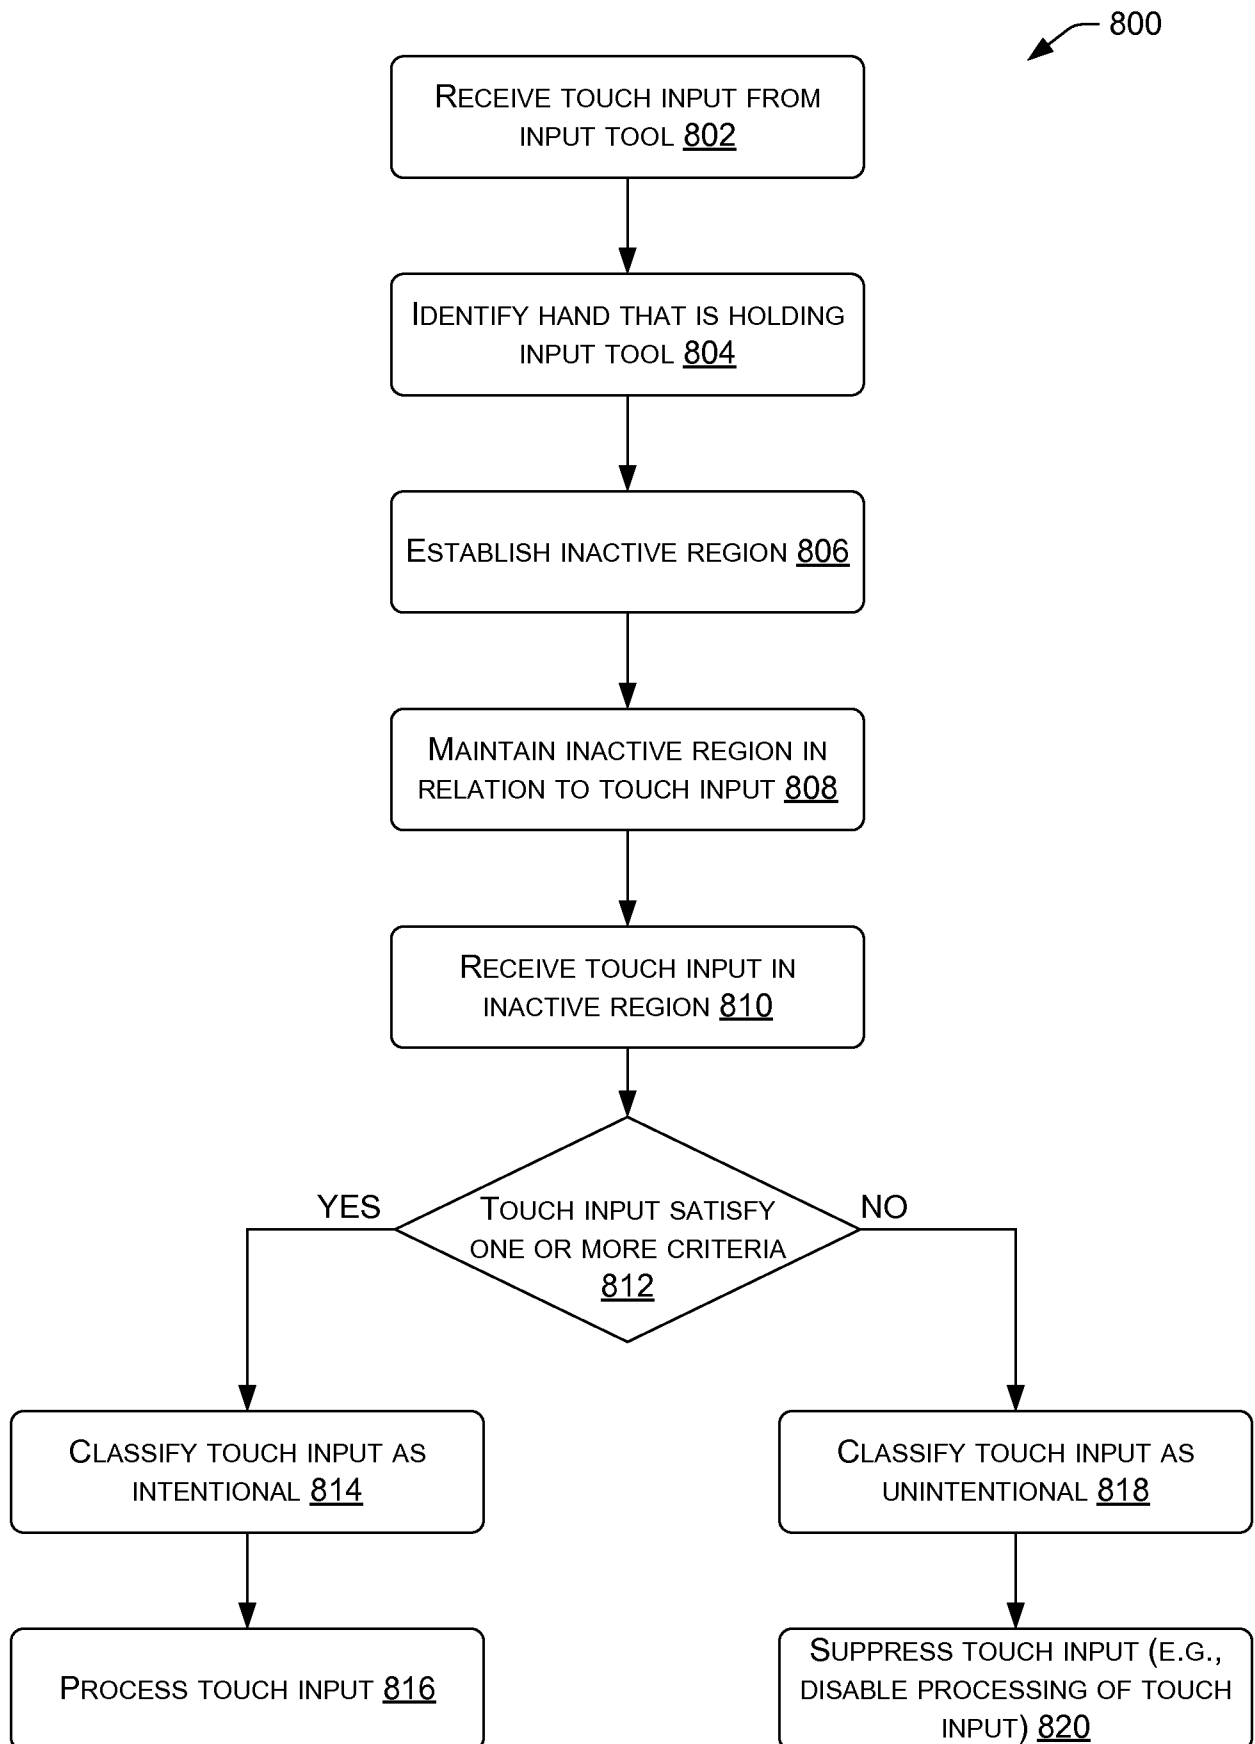 800
RECEIVE TOUCH INPUT FROM
INPUT TOOL 802
IDENTIFY HAND THAT IS HOLDING
INPUT TOOL 804
ESTABLISH INACTIVE REGION 806
MAINTAIN INACTIVE REGION IN
RELATION TO TOUCH INPUT 808
RECEIVE TOUCH INPUT IN
INACTIVE REGION 810
YES
NO
TOUCH INPUT SATISFY
ONE OR MORE CRITERIA
812
CLASSIFY TOUCH INPUT AS
INTENTIONAL 814
CLASSIFY TOUCH INPUT AS
UNINTENTIONAL 818
PROCESS TOUCH INPUT 816
SUPPRESS TOUCH INPUT (E.G.,
DISABLE PROCESSING OF TOUCH
INPUT) 820